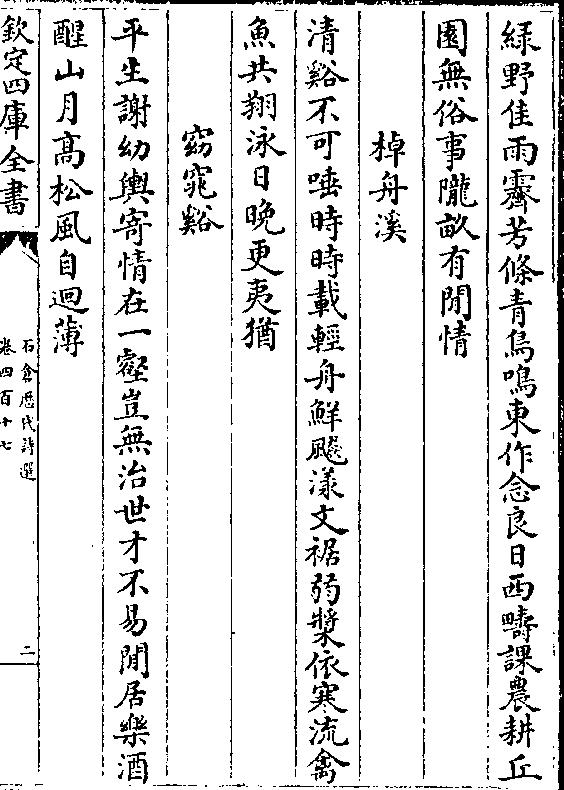 緑野佳雨霽芳條青鳥鳴東作念良日西疇課農耕丘
園無俗事隴畝有閒情
棹舟溪
清谿不可唾時時載輕舟鮮飈漾文裾弱槳依寒流禽
魚共翔泳日晚更夷猶
窈窕谿
平生謝幼輿寄情在一壑豈無治世才不易閒居樂酒
醒山月高松風自迴薄
欽定四庫全書
石倉歴代詩選
卷四百十七
二